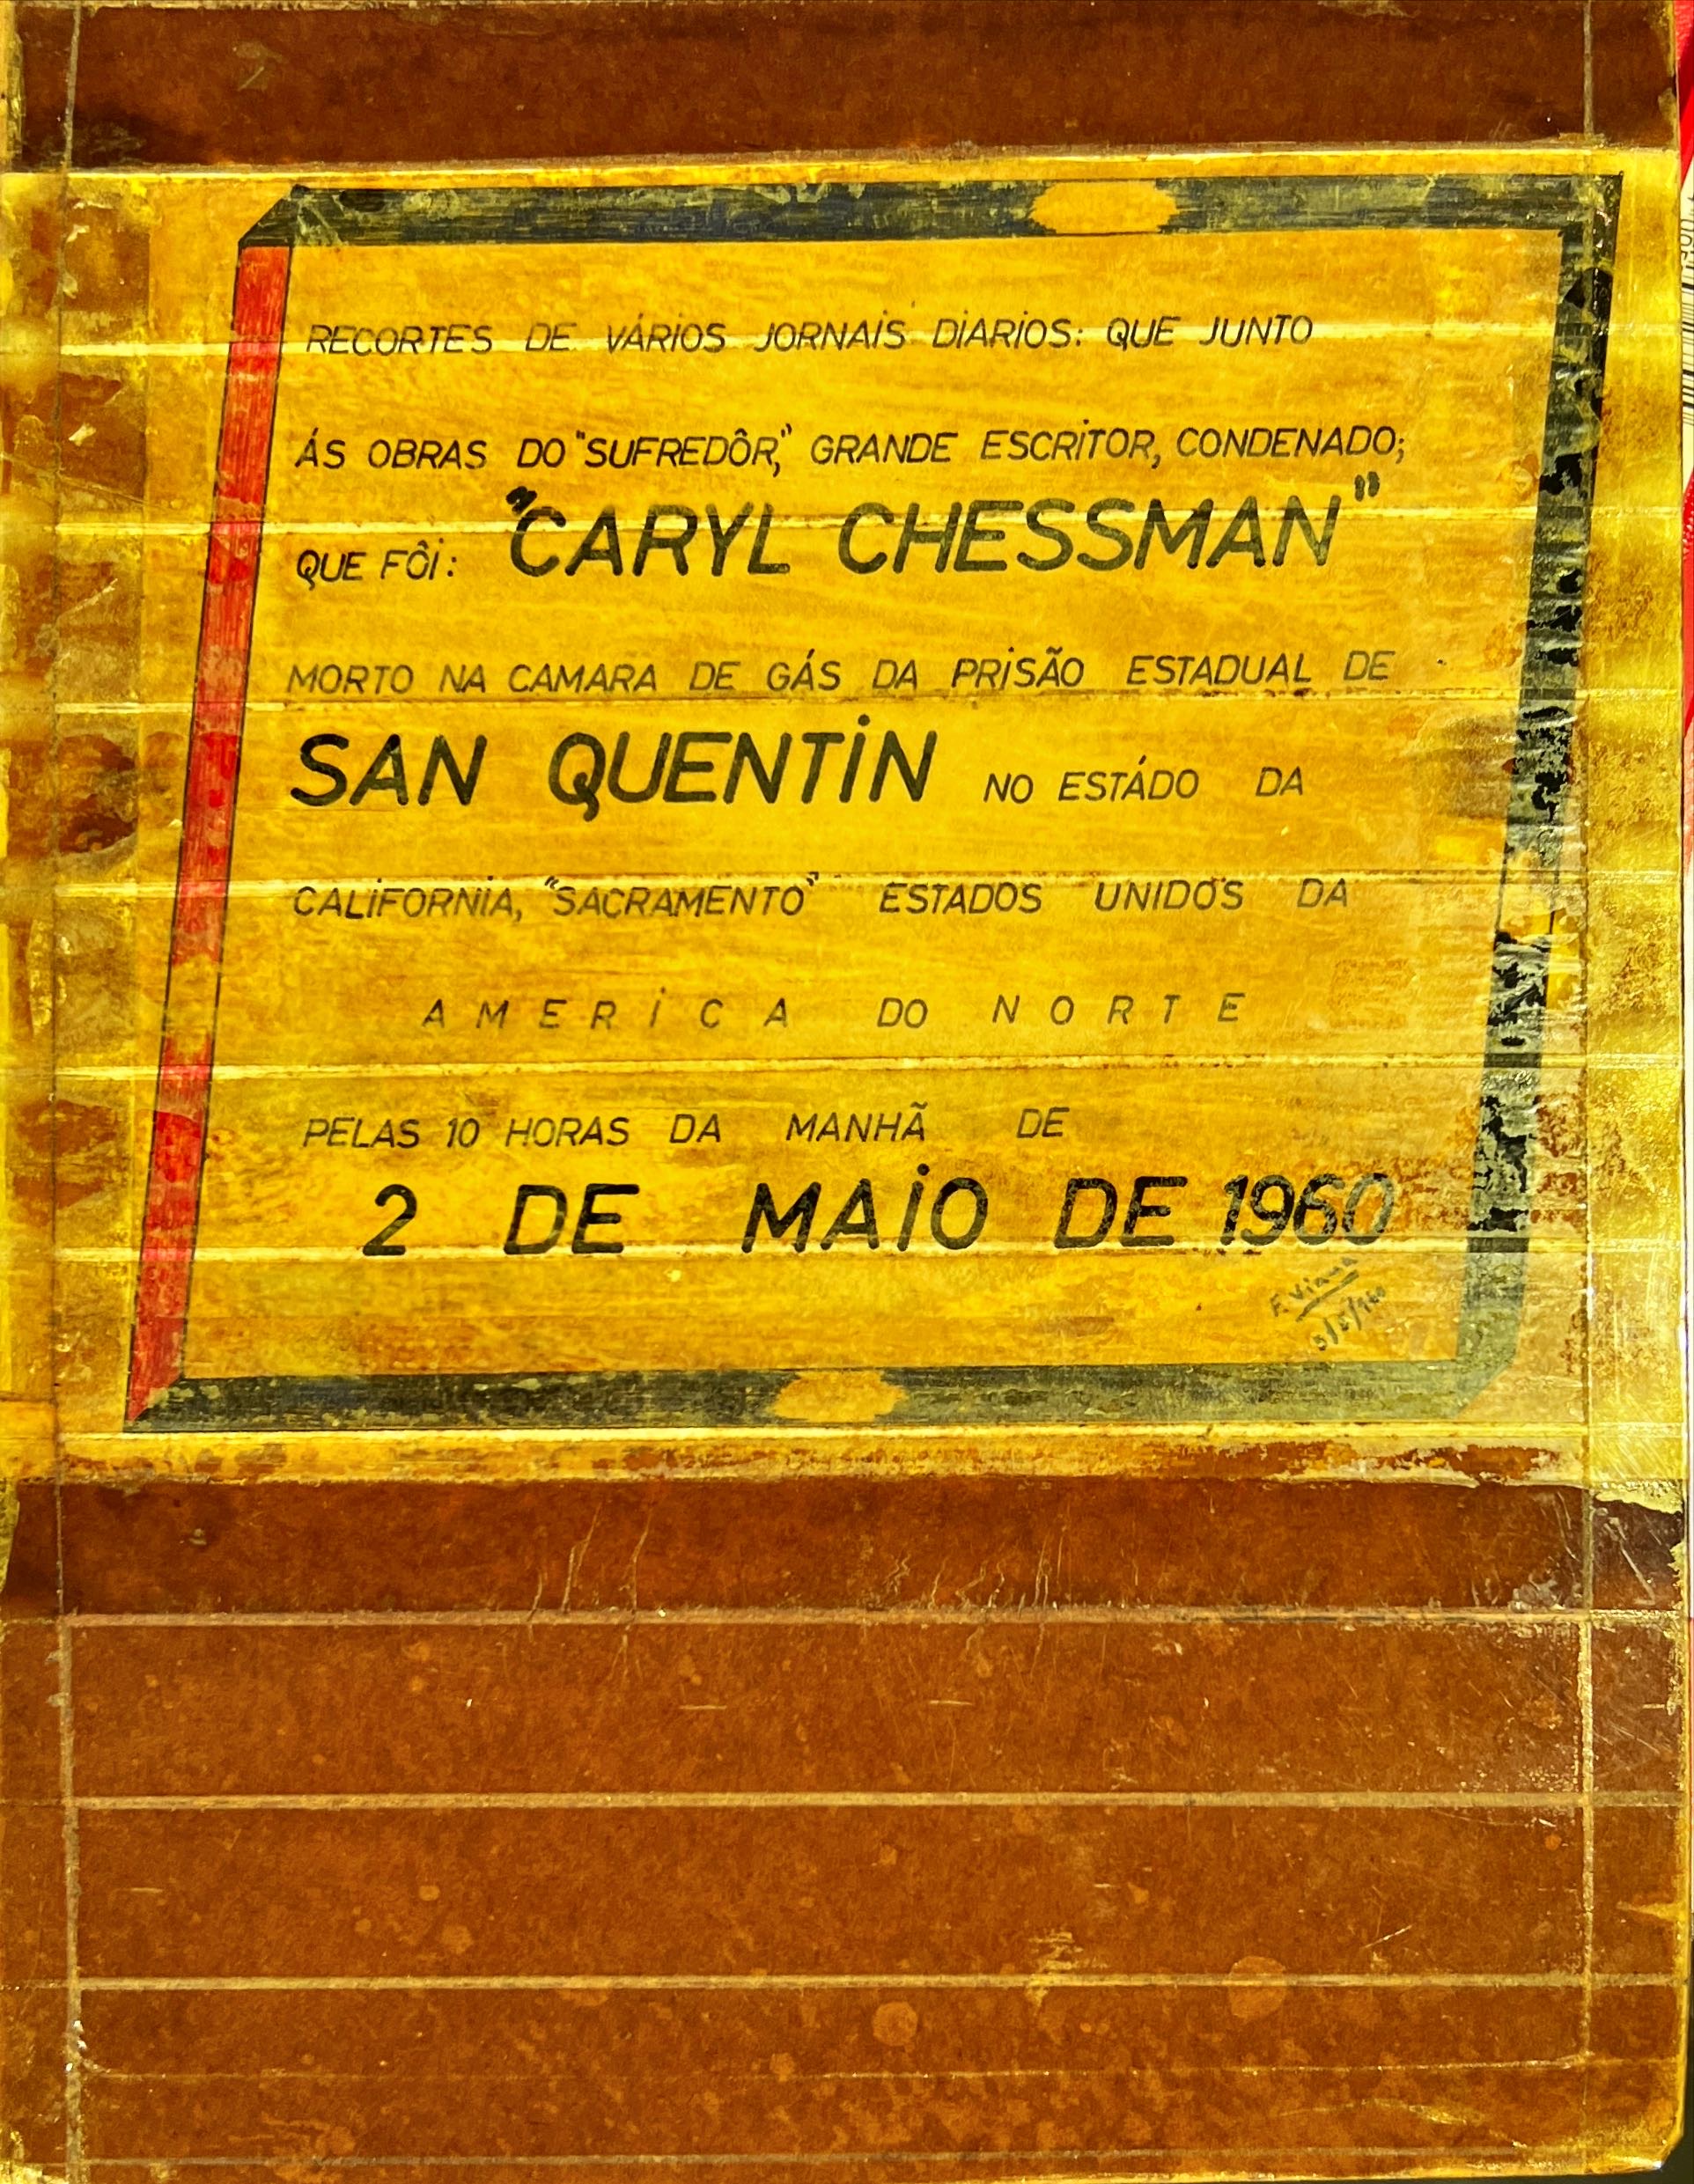 RECORTES DE VÁRIOS JORNAIS DIARIOS: QUE JUNTO
ÁS OBRAS DO "SUFREDÔR," GRANDE ESCRITOR, CONDENADO;
QUE FÔI: "CARYL CHESSMAN"
MORTO NA CAMARA DE GÁS DA PRISÃO ESTADUAL DE
SAN QUENTIN NO ESTÁDO DA
CALIFORNIA, "SACRAMENTO" ESTADOS UNIDOS DA
AMERICA DO NORTE
PELAS 10 HORAS DA MANHÃ DE
2 DE MAIO DE 1960
F. Viana